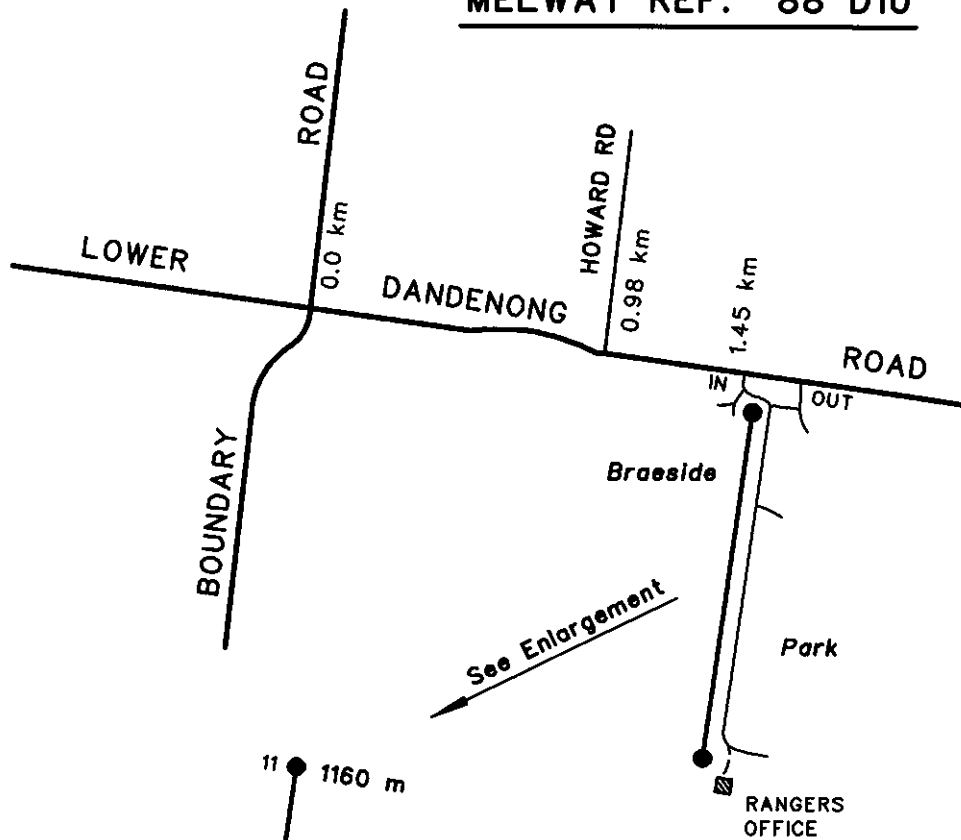 MELWAY REF. 88 D10
ROAD
HOWARD RD
0.0 km
LOWER
DANDENONG
0.98 km
1.45 km
ROAD
IN
OUT
Braeside
BOUNDARY
See Enlargement
Park
11 1160 m
RANGERS
OFFICE